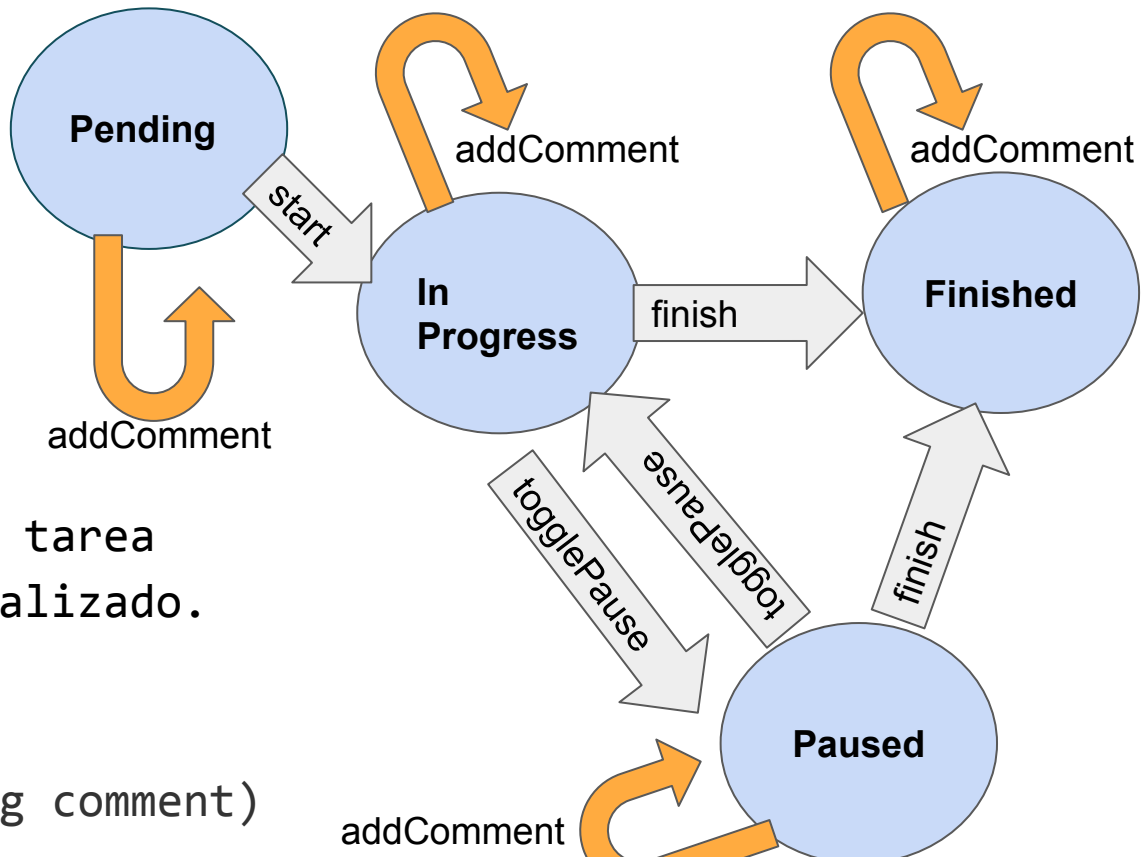 Pending
addComment
addComment
start
In
Progress
finish
Finished
addComment
togglePause
togglePause
finish
tarea
alizado.
Paused
g comment)
addComment